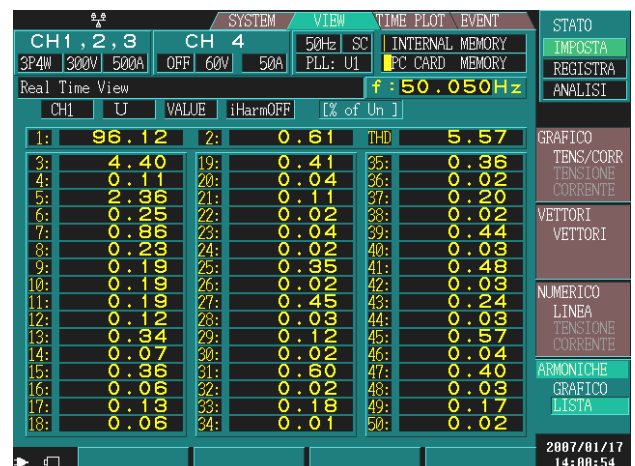 SYSTEM VIEW TIME PLOT EVENT STATO
CH1,2,3 CH 4 50Hz SC INTERNAL MEMORY IMPOSTA
3P4W 300V 500A OFF 60V 50A PLL: U1 PC CARD MEMORY REGISTRA
Real Time View f:50.050Hz ANALISI
CH1 U VALUE iHarmOFF [% of Un ]
1: 96.12 2: 0.61 THD 5.57 GRAFICO
3: 4.40 19: 0.41 35: 0.36 TENS/CORR
4: 0.11 20: 0.04 36: 0.02 TENSIONE
5: 2.36 21: 0.11 37: 0.20 CORRENTE
6: 0.25 22: 0.02 38: 0.02 VETTORI
7: 0.86 23: 0.04 39: 0.44 VETTORI
8: 0.23 24: 0.02 40: 0.03
9: 0.19 25: 0.35 41: 0.48
10: 0.19 26: 0.02 42: 0.03 NUMERICO
11: 0.19 27: 0.45 43: 0.24 LINEA
12: 0.12 28: 0.03 44: 0.03 TENSIONE
13: 0.34 29: 0.12 45: 0.57 CORRENTE
14: 0.07 30: 0.02 46: 0.04
15: 0.36 31: 0.60 47: 0.40 ARMONICHE
16: 0.06 32: 0.02 48: 0.03 GRAFICO
17: 0.13 33: 0.18 49: 0.17 LISTA
18: 0.06 34: 0.01 50: 0.02
2007/01/17
14:00:54